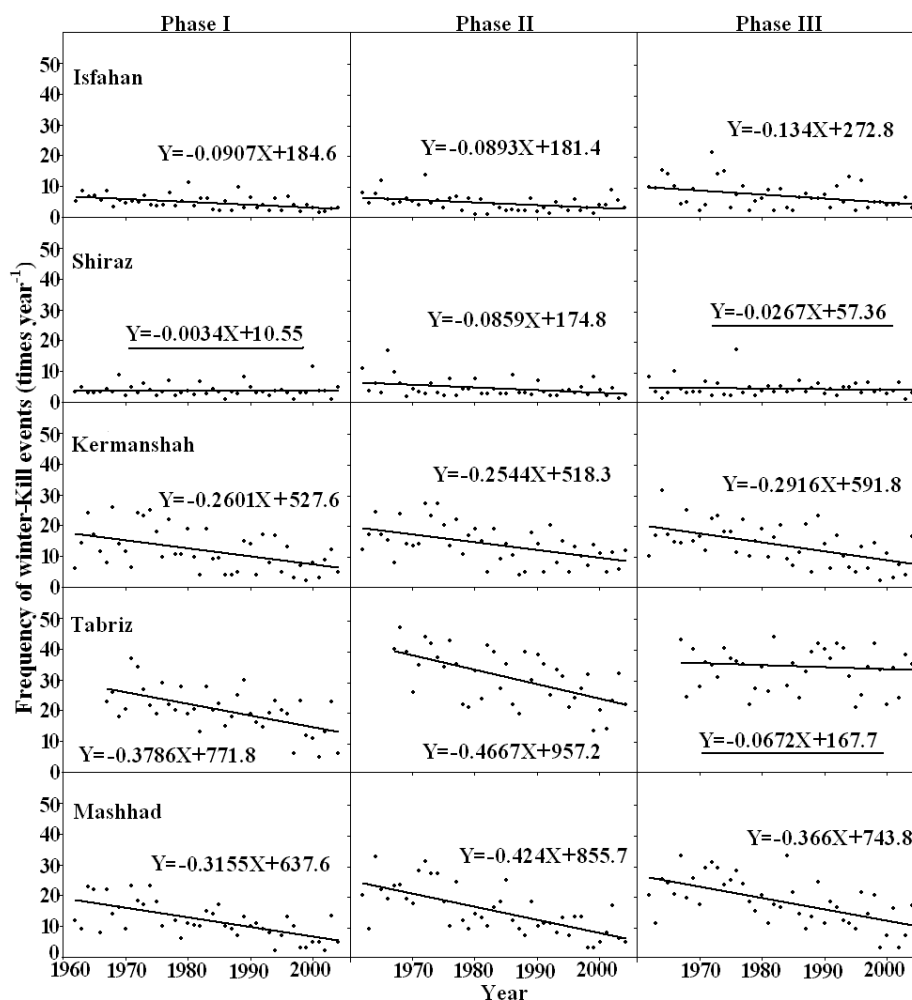 Phase I Phase II Phase III
Frequency of winter-Kill events (times year-1)
50
40
30
20
10
0
Isfahan
Y=-0.0907X+184.6 Y=-0.0893X+181.4 Y=-0.134X+272.8
50
40
30
20
10
0
Shiraz
Y=-0.0034X+10.55 Y=-0.0859X+174.8 Y=-0.0267X+57.36
50
40
30
20
10
0
Kermanshah
Y=-0.2601X+527.6 Y=-0.2544X+518.3 Y=-0.2916X+591.8
50
40
30
20
10
0
Tabriz
Y=-0.3786X+771.8 Y=-0.4667X+957.2 Y=-0.0672X+167.7
50
40
30
20
10
0
Mashhad
Y=-0.3155X+637.6 Y=-0.424X+855.7 Y=-0.366X+743.8
1960 1970 1980 1990 2000 1970 1980 1990 2000 1970 1980 1990 2000
Year